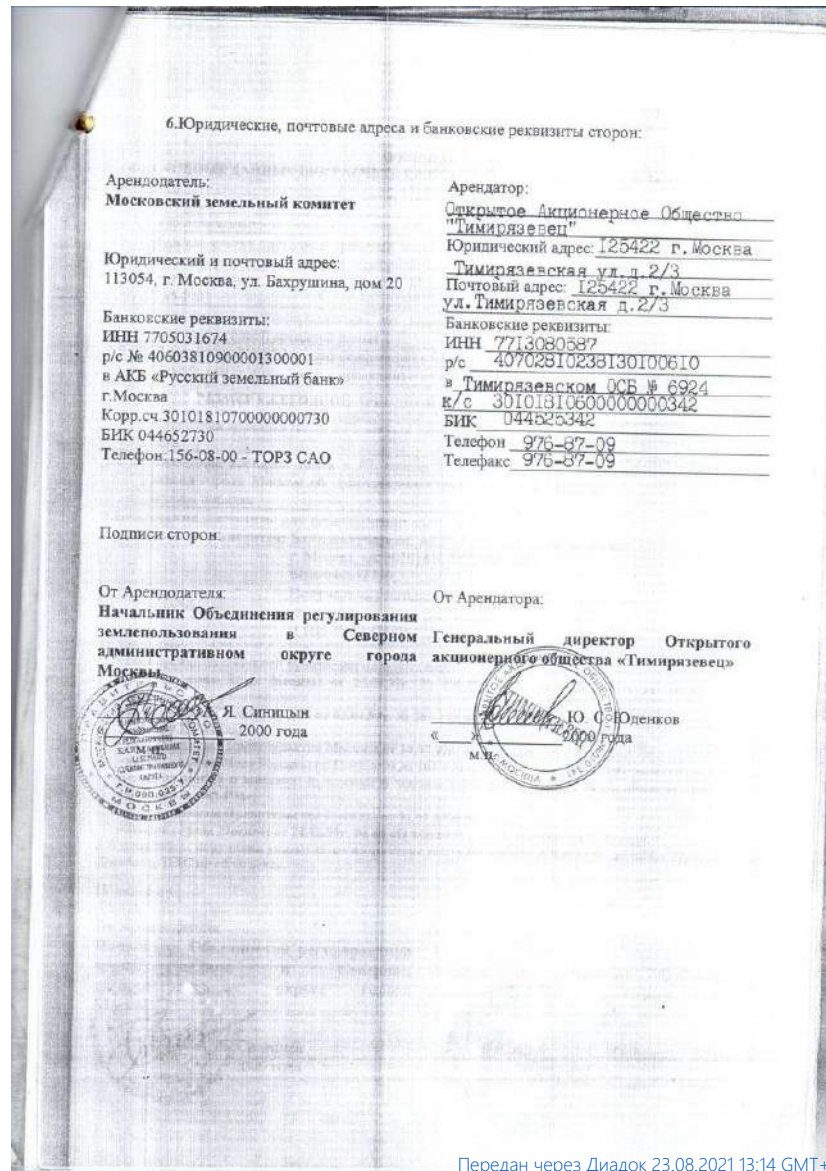 6.Юридические, почтовые адреса и банковские реквизиты сторон:
Арендодатель:
Московский земельный комитет
Юридический и почтовый адрес:
113054, г. Москва, ул. Бахрушина, дом 20
Банковские реквизиты:
ИНН 7705031674
р/с № 40603810900001300001
в АКБ «Русский земельный банк»
г.Москва
Корр.сч.30101810700000000730
БИК 044652730
Телефон:156-08-00 - ТОРЗ САО
Арендатор:
Открытое Акционерное Общество
"Тимирязевец"
Юридический адрес: I25422 г.Москва
Тимирязевская ул.д.2/3
Почтовый адрес: I25422 г.Москва
ул.Тимирязевская д.2/3
Банковские реквизиты:
ИНН 7713080587
р/с 40702810238130100610
в Тимирязевском ОСБ № 6924
к/с 30101810600000000342
БИК 044525342
Телефон 976-87-09
Телефакс 976-87-09
Подписи сторон:
От Арендодателя:
Начальник Объединения регулирования
землепользования в Северном
административном округе города
Москвы
Я. Синицын
2000 года
м.п.
От Арендатора:
Генеральный директор Открытого
акционерного общества «Тимирязевец»
Ю. С. Юденков
« » 2000 года
м.п.
Передан через Диадок 23.08.2021 13:14 GMT+